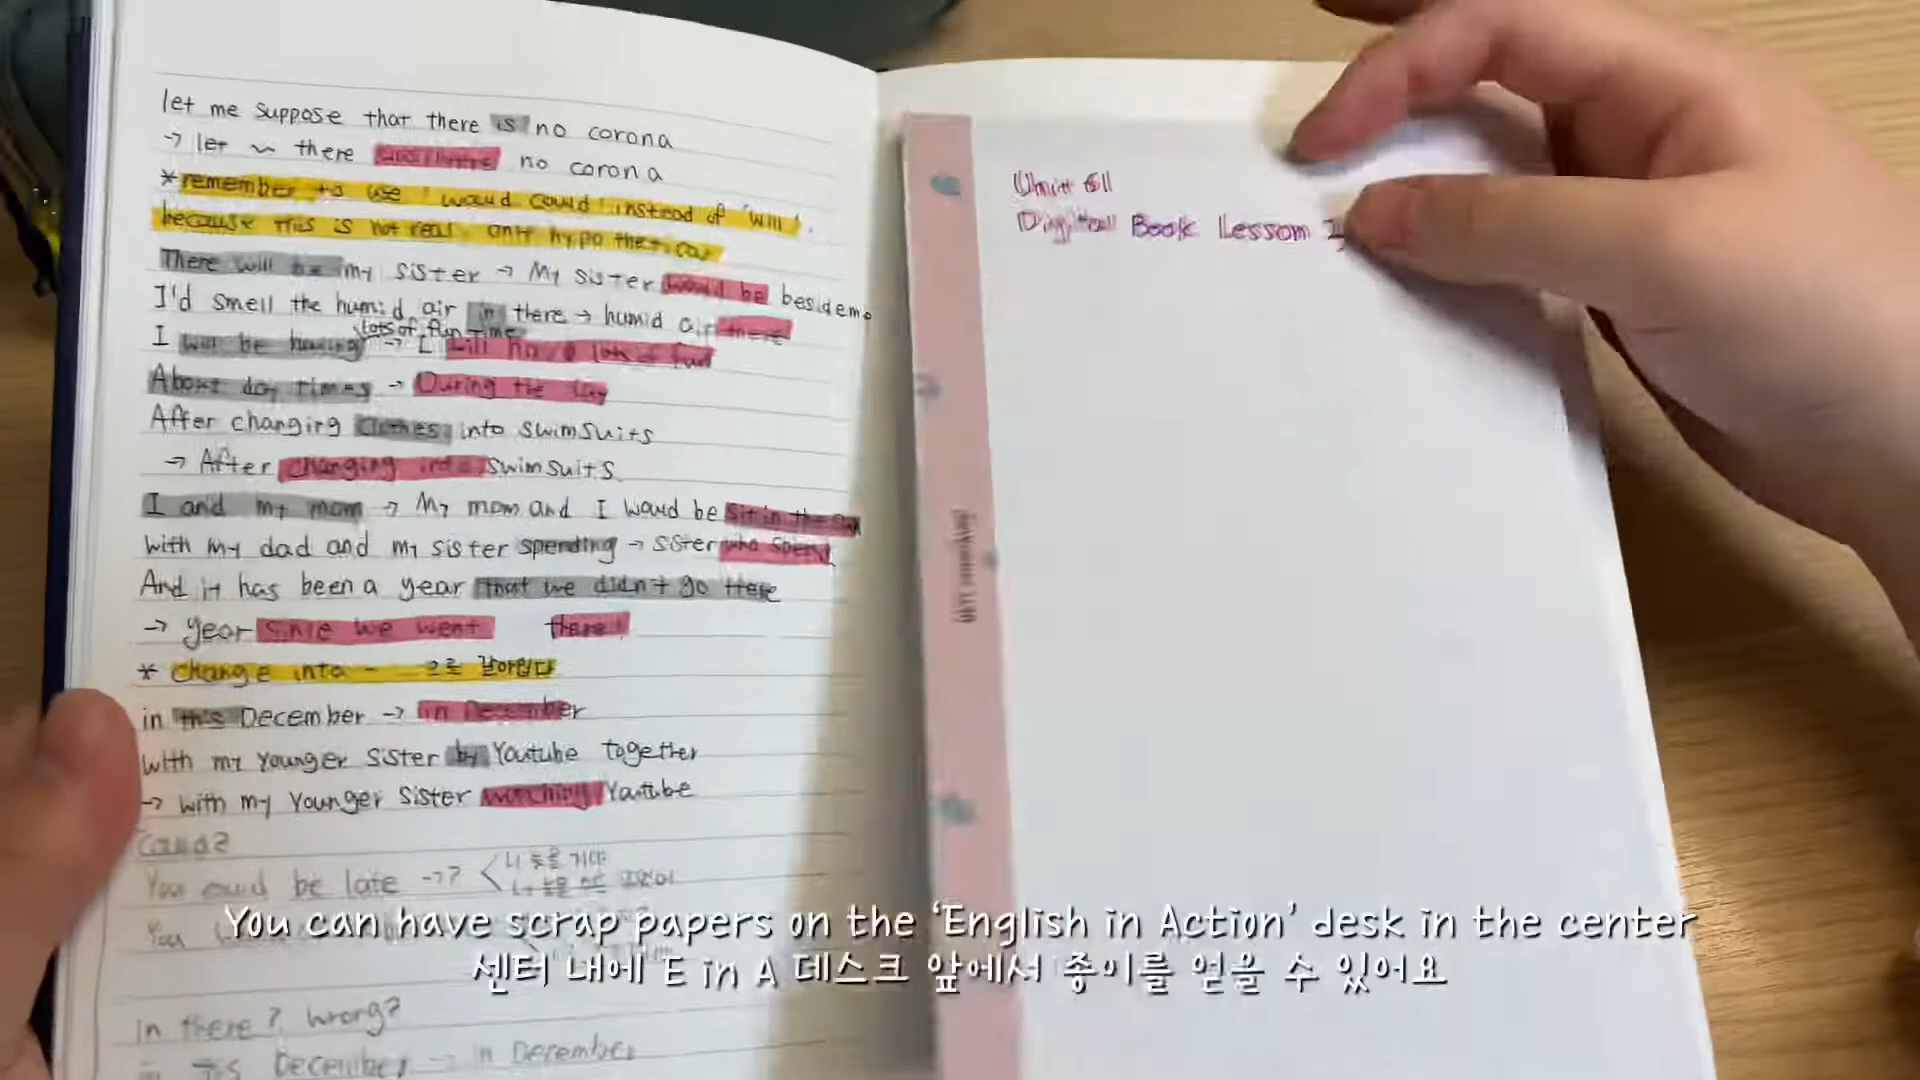 let me suppose that there is no corona
→ let ~ there no corona
*remember to use 'would could' instead of 'will'.
because this is not real, only hypothetical
There will be my sister → My sister would be beside me
I'd smell the humid air in there → humid air there
lots of fun time
I will be having → I will have lots of fun
About day times → During the day
After changing clothes into swimsuits
→ After changing into swimsuits
I and my mom → My mom and I would be sit in the
with my dad and my sister spending → sister who spend
And it has been a year that we didn't go there
→ year since we went there
* change into - 으로 갈아입다
in this December → in December
with my younger sister by Youtube together
→ with my younger sister watching Youtube
Could?
You could be late →?
You
in there? wrong?
in this December → in December
Unit 61
Digital Book Lesson
You can have scrap papers on the 'English in Action' desk in the center
센터 내에 E in A 데스크 앞에서 종이를 얻을 수 있어요